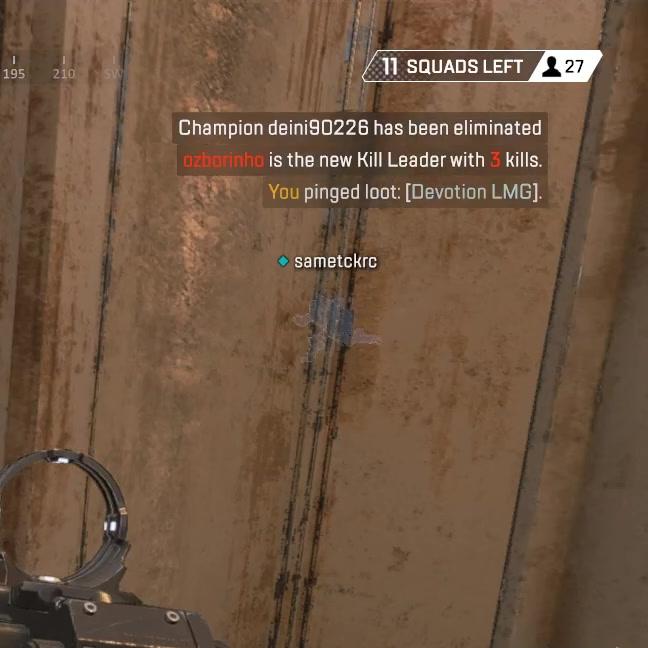 11 SQUADS LEFT 27
195 210 SW
Champion deini90226 has been eliminated
ozborinho is the new Kill Leader with 3 kills.
You pinged loot: [Devotion LMG].
sametckrc